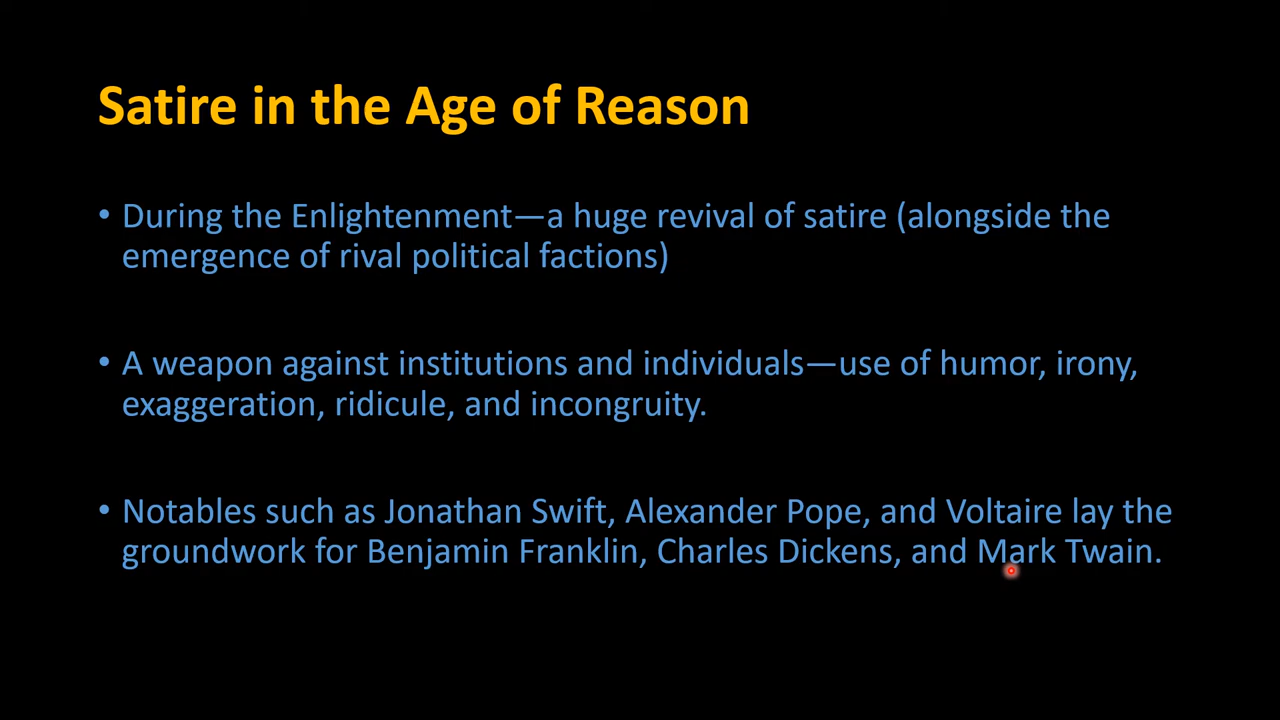 Satire in the Age of Reason
• During the Enlightenment—a huge revival of satire (alongside the
emergence of rival political factions)
• A weapon against institutions and individuals—use of humor, irony,
exaggeration, ridicule, and incongruity.
• Notables such as Jonathan Swift, Alexander Pope, and Voltaire lay the
groundwork for Benjamin Franklin, Charles Dickens, and Mark Twain.